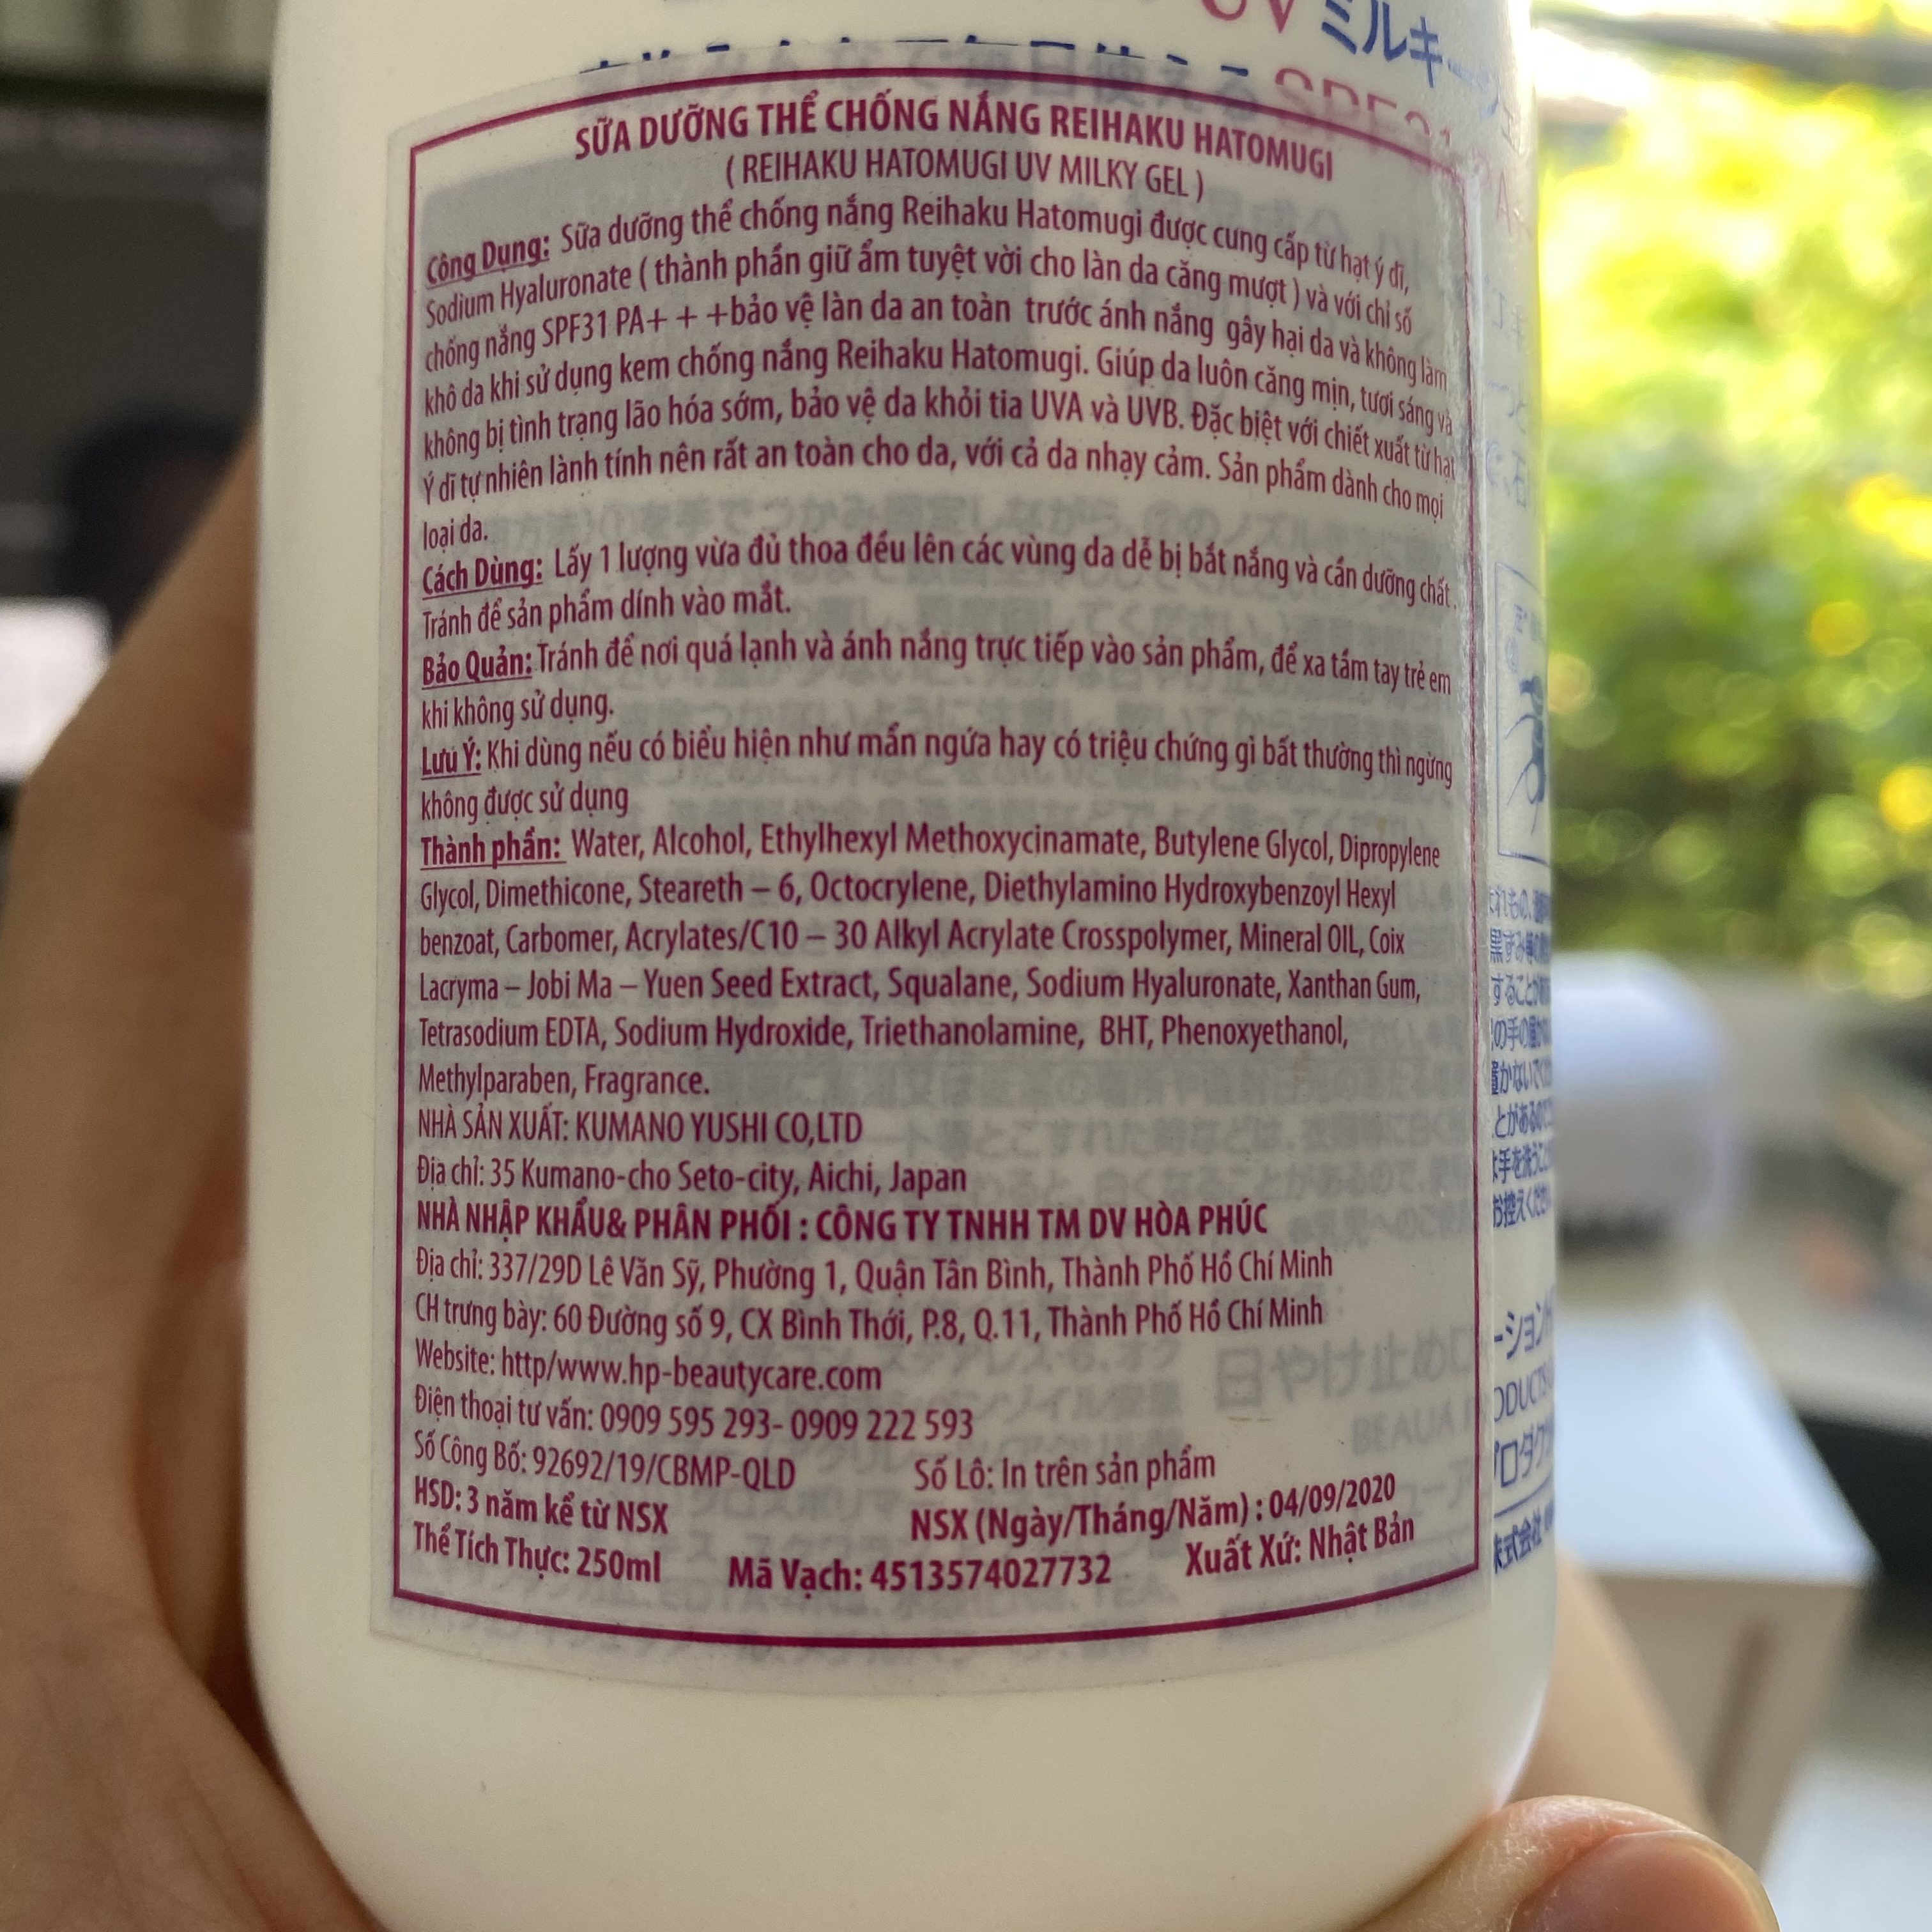 UV ミルキ
SPF31
SỮA DƯỠNG THỂ CHỐNG NẮNG REIHAKU HATOMUGI
( REIHAKU HATOMUGI UV MILKY GEL )
Công Dụng: Sữa dưỡng thể chống nắng Reihaku Hatomugi được cung cấp từ hạt ý dĩ,
Sodium Hyaluronate ( thành phần giữ ẩm tuyệt vời cho làn da căng mượt ) và với chỉ số
chống nắng SPF31 PA+ + +bảo vệ làn da an toàn trước ánh nắng gây hại da và không làm
khô da khi sử dụng kem chống nắng Reihaku Hatomugi. Giúp da luôn căng mịn, tươi sáng và
không bị tình trạng lão hóa sớm, bảo vệ da khỏi tia UVA và UVB. Đặc biệt với chiết xuất từ hạt
Ý dĩ tự nhiên lành tính nên rất an toàn cho da, với cả da nhạy cảm. Sản phẩm dành cho mọi
loại da.
Cách Dùng: Lấy 1 lượng vừa đủ thoa đều lên các vùng da dễ bị bắt nắng và cần dưỡng chất.
Tránh để sản phẩm dính vào mắt.
Bảo Quản: Tránh để nơi quá lạnh và ánh nắng trực tiếp vào sản phẩm, để xa tầm tay trẻ em
khi không sử dụng.
Lưu Ý: Khi dùng nếu có biểu hiện như mẩn ngứa hay có triệu chứng gì bất thường thì ngừng
không được sử dụng
Thành phần: Water, Alcohol, Ethylhexyl Methoxycinamate, Butylene Glycol, Dipropylene
Glycol, Dimethicone, Steareth – 6, Octocrylene, Diethylamino Hydroxybenzoyl Hexyl
benzoat, Carbomer, Acrylates/C10 – 30 Alkyl Acrylate Crosspolymer, Mineral OIL, Coix
Lacryma – Jobi Ma – Yuen Seed Extract, Squalane, Sodium Hyaluronate, Xanthan Gum,
Tetrasodium EDTA, Sodium Hydroxide, Triethanolamine, BHT, Phenoxyethanol,
Methylparaben, Fragrance.
NHÀ SẢN XUẤT: KUMANO YUSHI CO,LTD
Địa chỉ: 35 Kumano-cho Seto-city, Aichi, Japan
NHÀ NHẬP KHẨU& PHÂN PHỐI : CÔNG TY TNHH TM DV HÒA PHÚC
Địa chỉ: 337/29D Lê Văn Sỹ, Phường 1, Quận Tân Bình, Thành Phố Hồ Chí Minh
CH trưng bày: 60 Đường số 9, CX Bình Thới, P.8, Q.11, Thành Phố Hồ Chí Minh
Website: http/www.hp-beautycare.com
Điện thoại tư vấn: 0909 595 293- 0909 222 593
Số Công Bố: 92692/19/CBMP-QLD Số Lô: In trên sản phẩm
HSD: 3 năm kể từ NSX NSX (Ngày/Tháng/Năm) : 04/09/2020
Thể Tích Thực: 250ml Mã Vạch: 4513574027732 Xuất Xứ: Nhật Bản